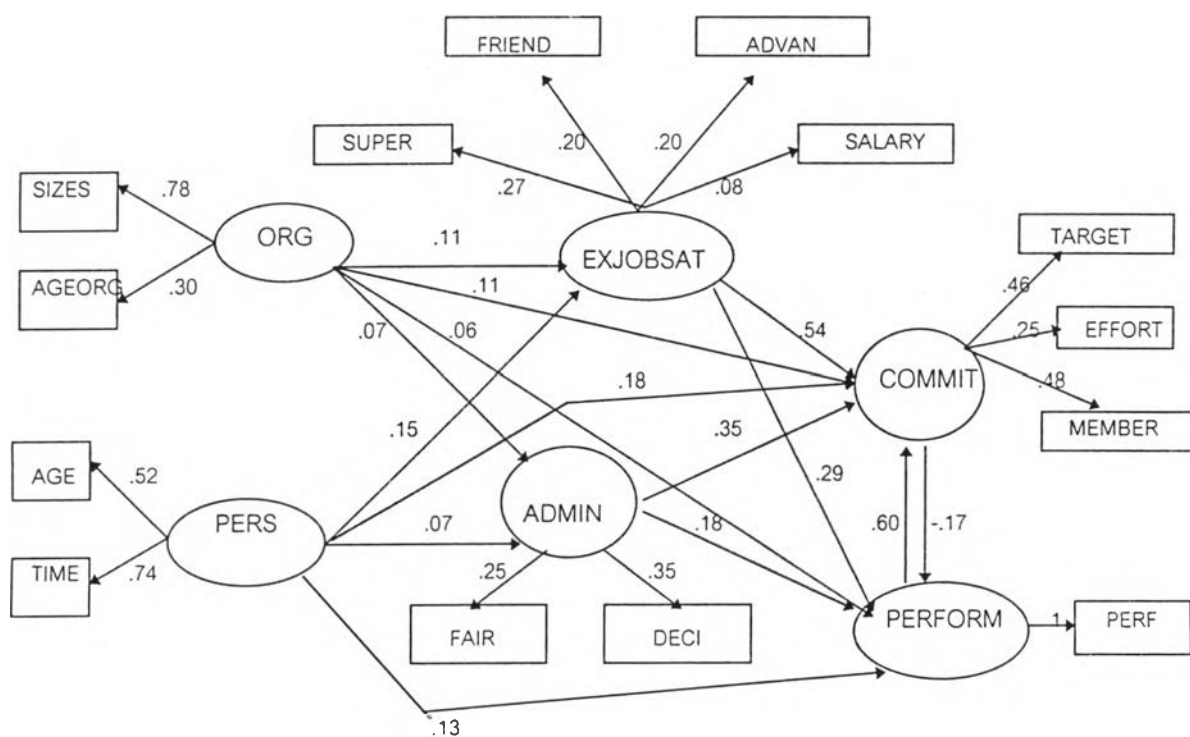 FRIEND
ADVAN
SUPER
.20
.20
SALARY
SIZES
.78
.27
.08
ORG
.11
EXJOBSAT
TARGET
AGEORG
.30
.11
.46
.07
.06
.54
.25
EFFORT
COMMIT
.18
.48
.15
.35
MEMBER
AGE
.52
.29
PERS
ADMIN
.07
.18
.60
-.17
TIME
.74
.25
.35
FAIR
DECI
PERFORM
1
PERF
.13